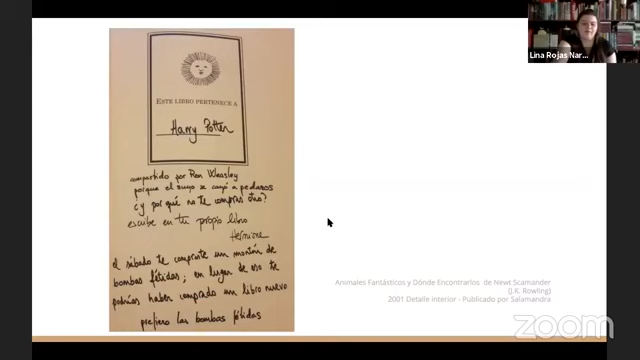 ESTE LIBRO PERTENECE A
Harry Potter
compartido por Ron Weasley
porque el suyo se cayó a pedazos
¿y por qué no te compras otro?
escribe en tu propio libro
Hermione
el sábado te compraste un montón de
bombas fétidas; en lugar de eso te
podrías haber comprado un libro nuevo
prefiero las bombas fétidas
Lina Rojas Nar...
Animales Fantásticos y Dónde Encontrarlos de Newt Scamander
(J.K. Rowling)
2001 Detalle interior - Publicado por Salamandra
zoom